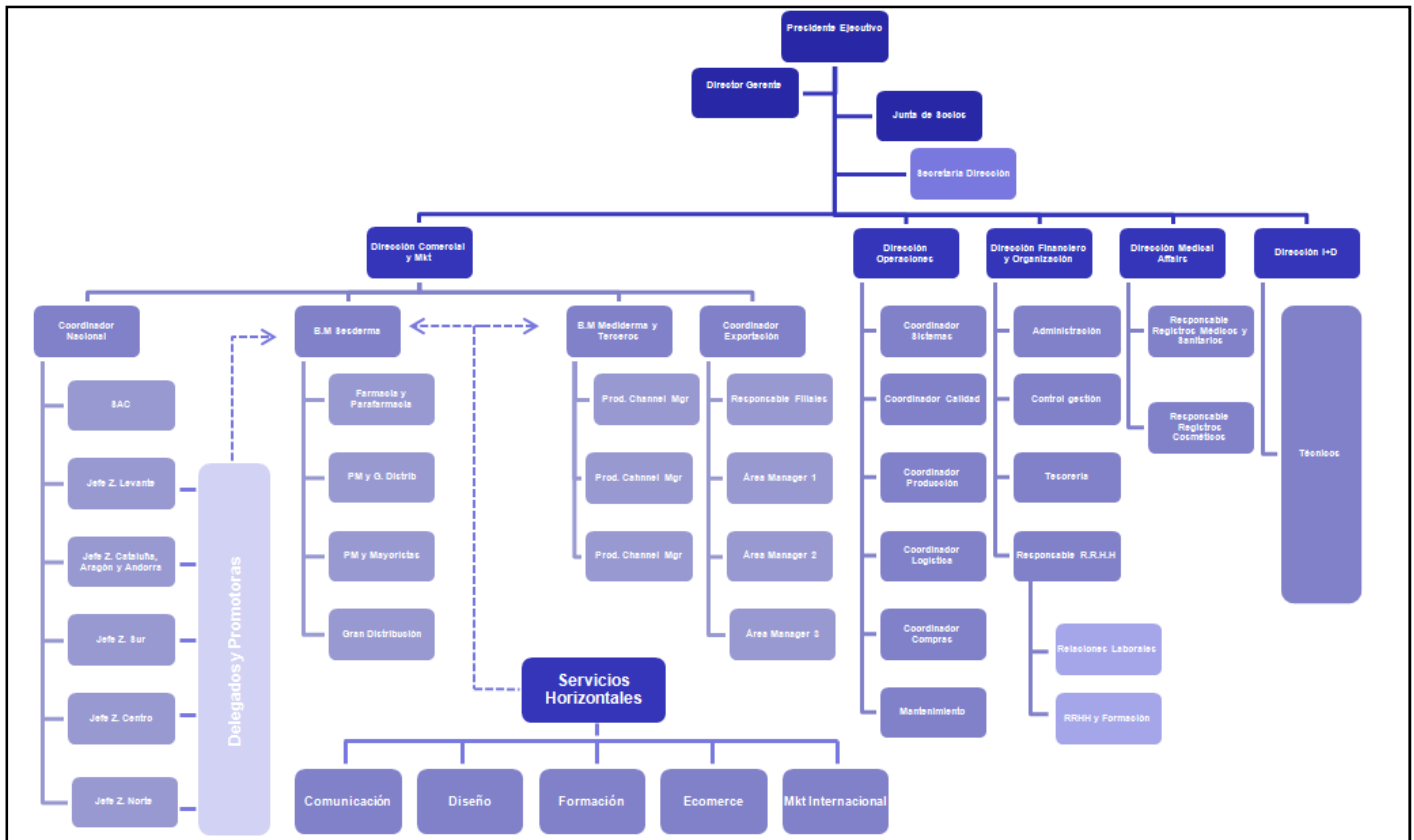 Presidente Ejecutivo
Director Gerente
Junta de Socios
Secretaria Dirección
Dirección Comercial
y Mkt
Dirección
Operaciones
Dirección Financiero
y Organización
Dirección Medical
Affairs
Dirección I+D
Coordinador
Nacional
B.M Sesderma
B.M Mediderma y
Terceros
Coordinador
Exportación
Coordinador
Sistemas
Administración
Responsable
Registros Médicos y
Sanitarios
SAC
Farmacia y
Parafarmacia
Prod. Channel Mgr
Responsable Filiales
Coordinador Calidad
Control gestión
Responsable
Registros
Cosméticos
Técnicos
Jefe Z. Levante
PM y G. Distrib
Prod. Cahnnel Mgr
Área Manager 1
Coordinador
Producción
Tesorería
Jefe Z. Cataluña,
Aragón y Andorra
PM y Mayoristas
Prod. Channel Mgr
Área Manager 2
Coordinador
Logistica
Responsable R.R.H.H
Jefe Z. Sur
Gran Distribución
Área Manager 3
Coordinador
Compras
Relaciones Laborales
Delegados y Promotoras
Servicios
Horizontales
Jefe Z. Centro
Mantenimiento
RRHH y Formación
Jefe Z. Norte
Comunicación
Diseño
Formación
Ecomerce
Mkt Internacional